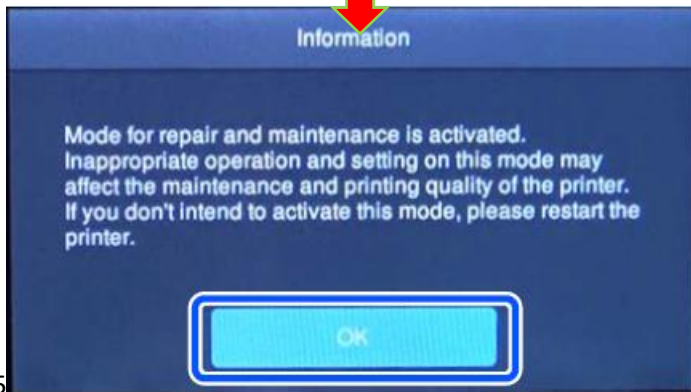 Information
Mode for repair and maintenance is activated.
Inappropriate operation and setting on this mode may
affect the maintenance and printing quality of the printer.
If you don't intend to activate this mode, please restart the
printer.
OK
5